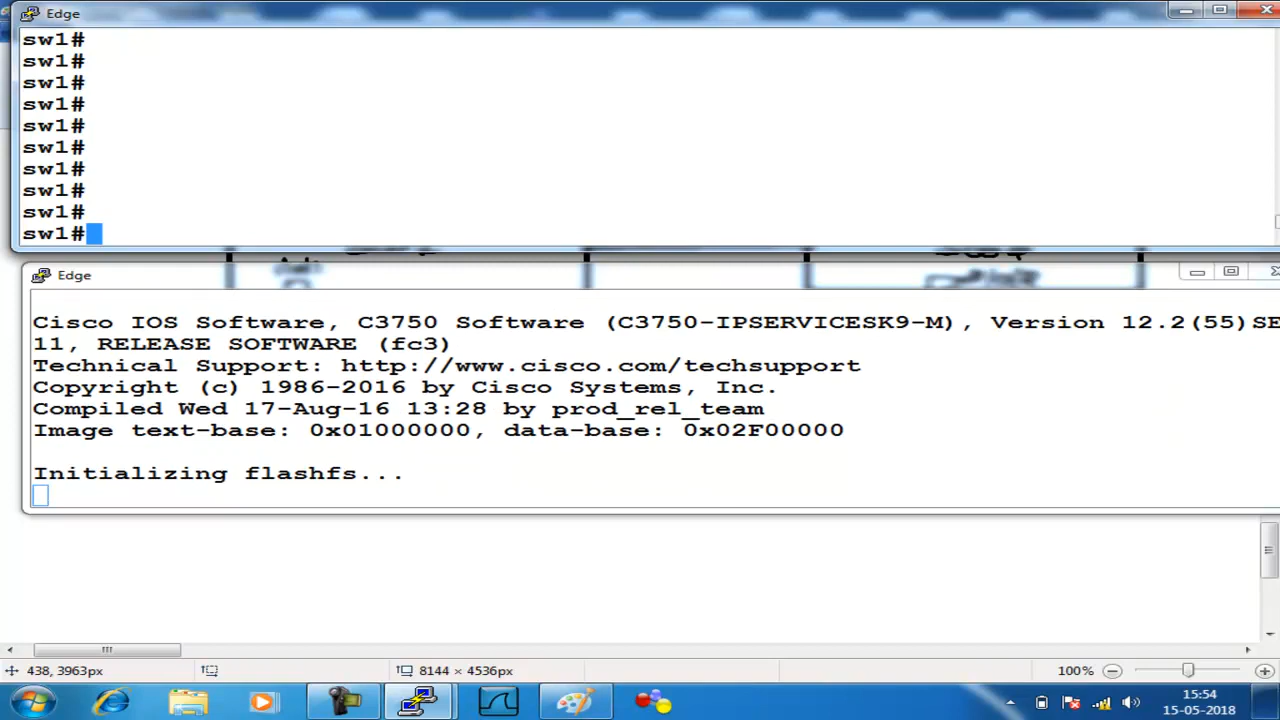 Edge
sw1#
sw1#
sw1#
sw1#
sw1#
sw1#
sw1#
sw1#
sw1#
sw1#
Edge
Cisco IOS Software, C3750 Software (C3750-IPSERVICESK9-M), Version 12.2(55)SE
11, RELEASE SOFTWARE (fc3)
Technical Support: http://www.cisco.com/techsupport
Copyright (c) 1986-2016 by Cisco Systems, Inc.
Compiled Wed 17-Aug-16 13:28 by prod_rel_team
Image text-base: 0x01000000, data-base: 0x02F00000
Initializing flashfs...
438, 3963px
8144 × 4536px
100%
15:54
15-05-2018